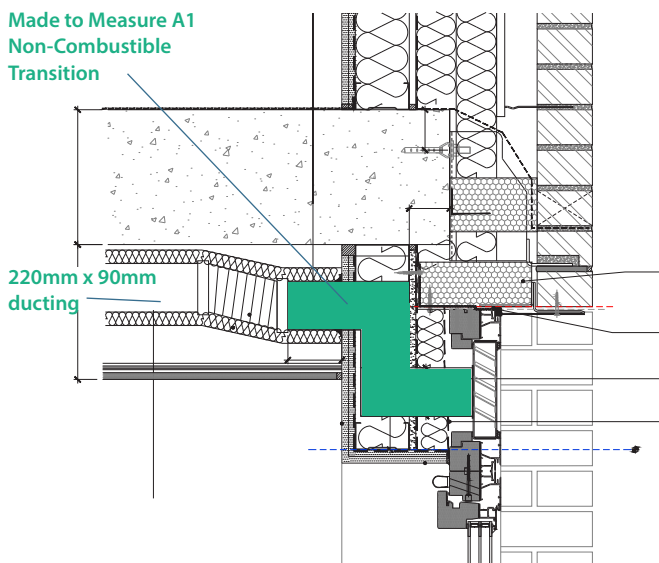 Made to Measure A1
Non-Combustible
Transition
220mm x 90mm
ducting